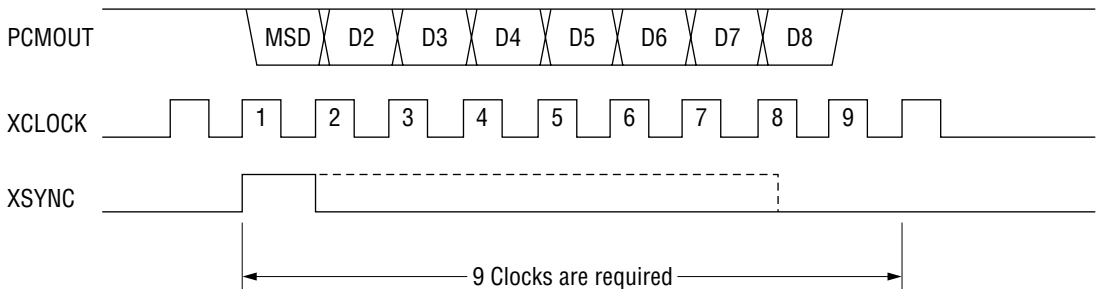 PCMOUT MSD D2 D3 D4 D5 D6 D7 D8
XCLOCK 1 2 3 4 5 6 7 8 9
XSYNC
9 Clocks are required